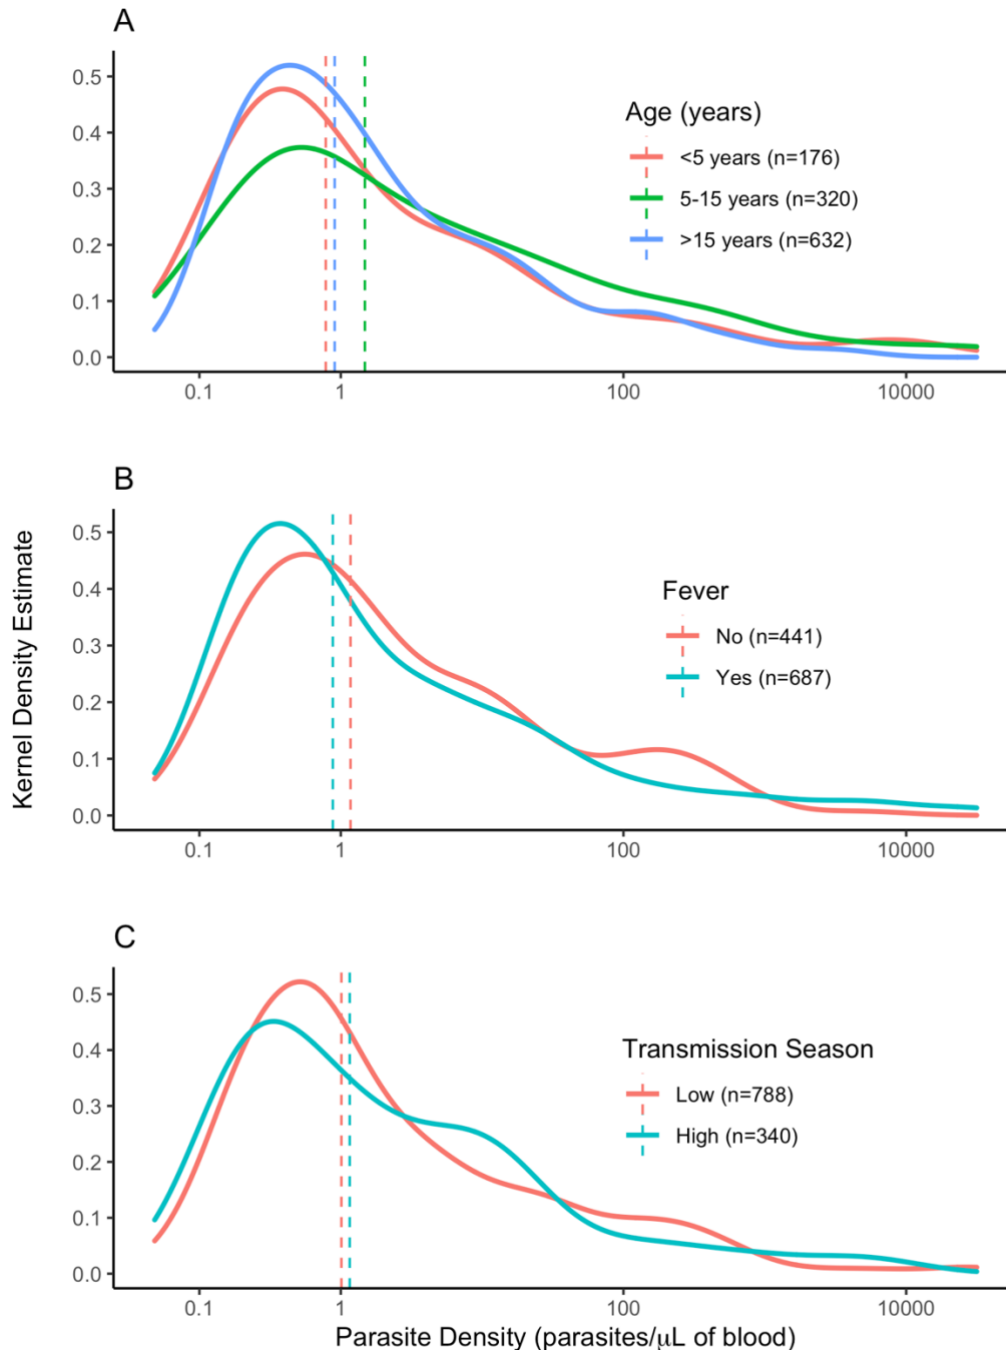 A
0.5
0.4
0.3
0.2
0.1
0.0
Age (years)
<5 years (n=176)
5-15 years (n=320)
>15 years (n=632)
0.1 1 100 10000
B
0.5
0.4
0.3
0.2
0.1
0.0
Fever
No (n=441)
Yes (n=687)
0.1 1 100 10000
Kernel Density Estimate
C
0.5
0.4
0.3
0.2
0.1
0.0
Transmission Season
Low (n=788)
High (n=340)
0.1 1 100 10000
Parasite Density (parasites/μL of blood)